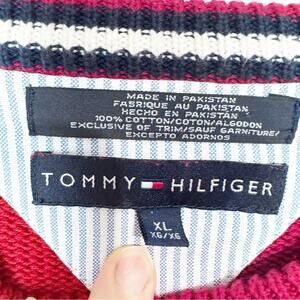 MADE IN PAKISTAN
FABRIQUÉ AU PAKISTAN
HECHO EN PAKISTAN
100% COTTON/COTON/ALGODON
EXCLUSIVE OF TRIM/SAUF GARNITURE/
EXCEPTO ADORNOS
TOMMY HILFIGER
XL
XG/XG